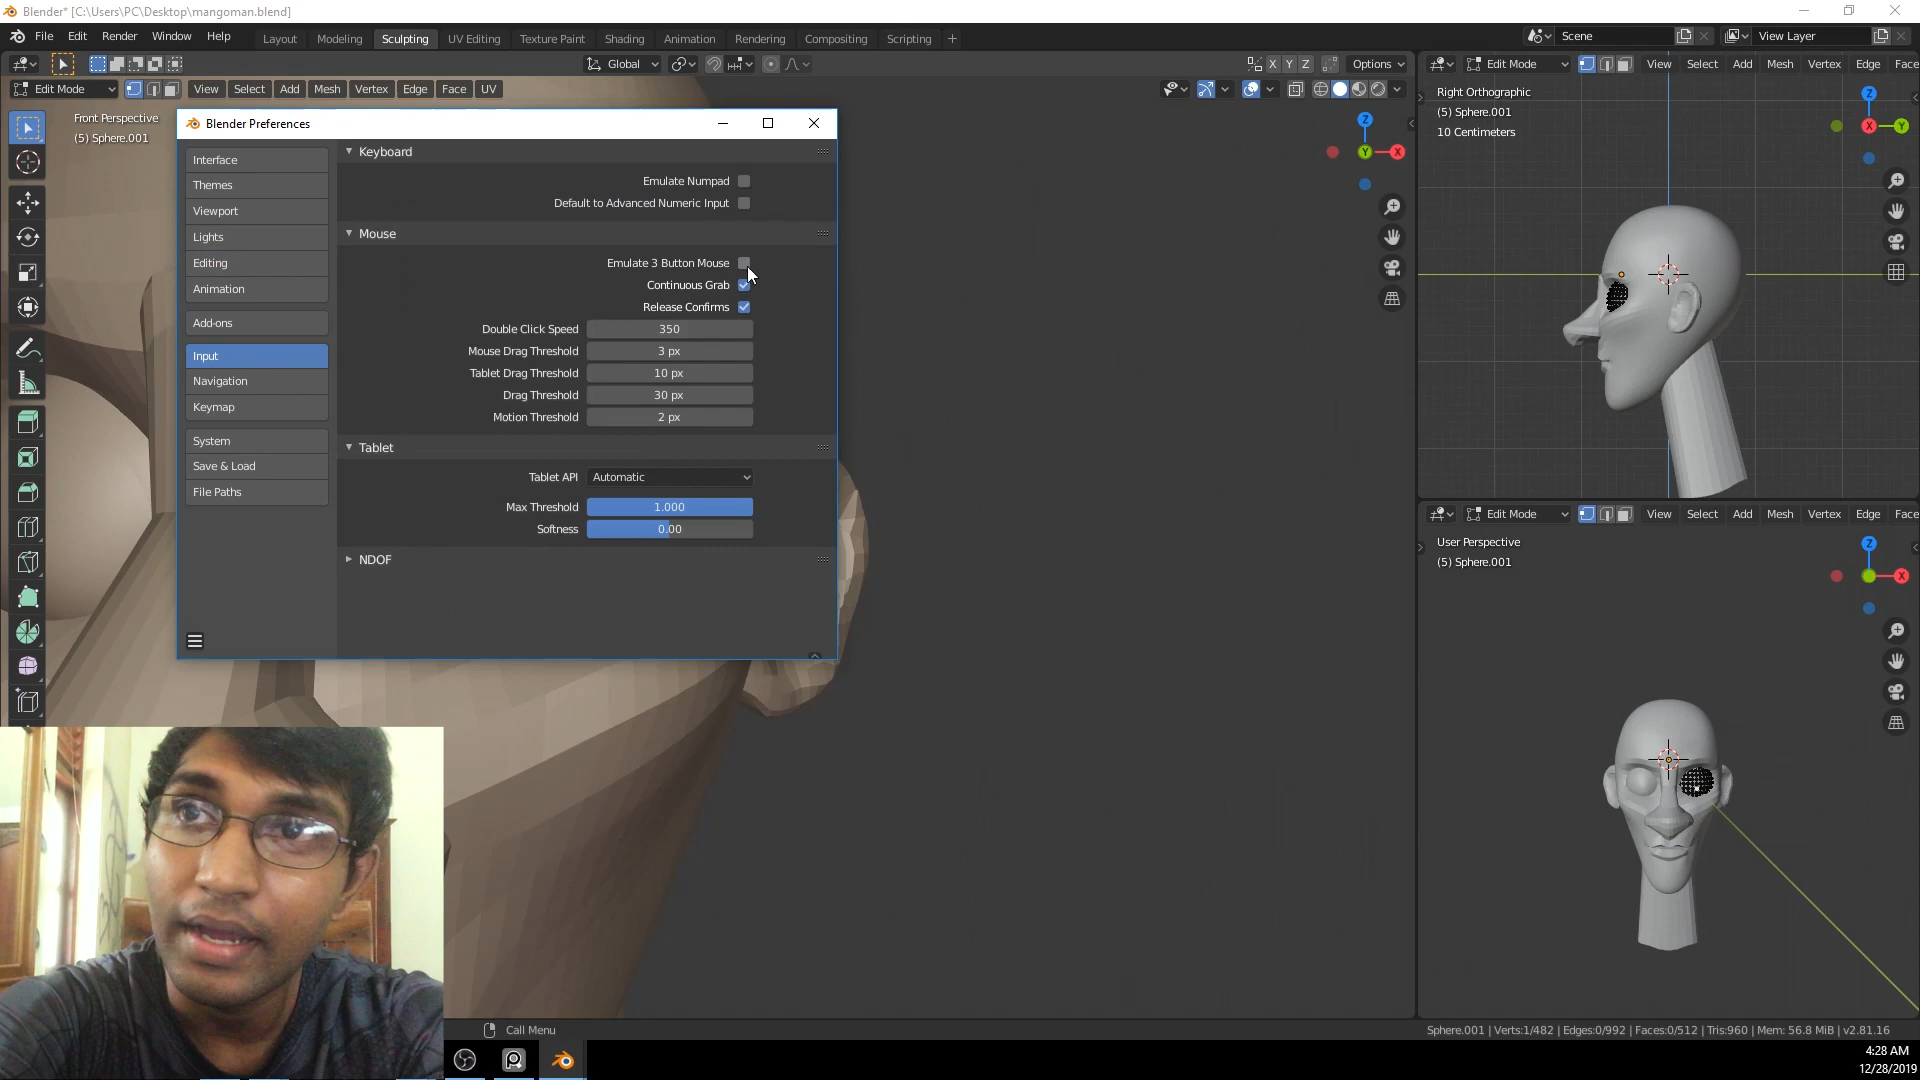 Blender* [C:\Users\PC\Desktop\mangoman.blend]
File Edit Render Window Help Layout Modeling Sculpting UV Editing Texture Paint Shading Animation Rendering Compositing Scripting + Scene View Layer
Global X Y Z Options
Edit Mode View Select Add Mesh Vertex Edge Face UV
Front Perspective
(5) Sphere.001
Z
Y X
Blender Preferences
Interface
Themes
Viewport
Lights
Editing
Animation
Add-ons
Input
Navigation
Keymap
System
Save & Load
File Paths
Keyboard
Emulate Numpad
Default to Advanced Numeric Input
Mouse
Emulate 3 Button Mouse
Continuous Grab
Release Confirms
Double Click Speed 350
Mouse Drag Threshold 3 px
Tablet Drag Threshold 10 px
Drag Threshold 30 px
Motion Threshold 2 px
Tablet
Tablet API Automatic
Max Threshold 1.000
Softness 0.00
NDOF
Edit Mode View Select Add Mesh Vertex Edge Face
Right Orthographic
(5) Sphere.001
10 Centimeters
Z
X Y
Edit Mode View Select Add Mesh Vertex Edge Face
User Perspective
(5) Sphere.001
Z
X
Call Menu
Sphere.001 | Verts:1/482 | Edges:0/992 | Faces:0/512 | Tris:960 | Mem: 56.8 MiB | v2.81.16
4:28 AM
12/28/2019